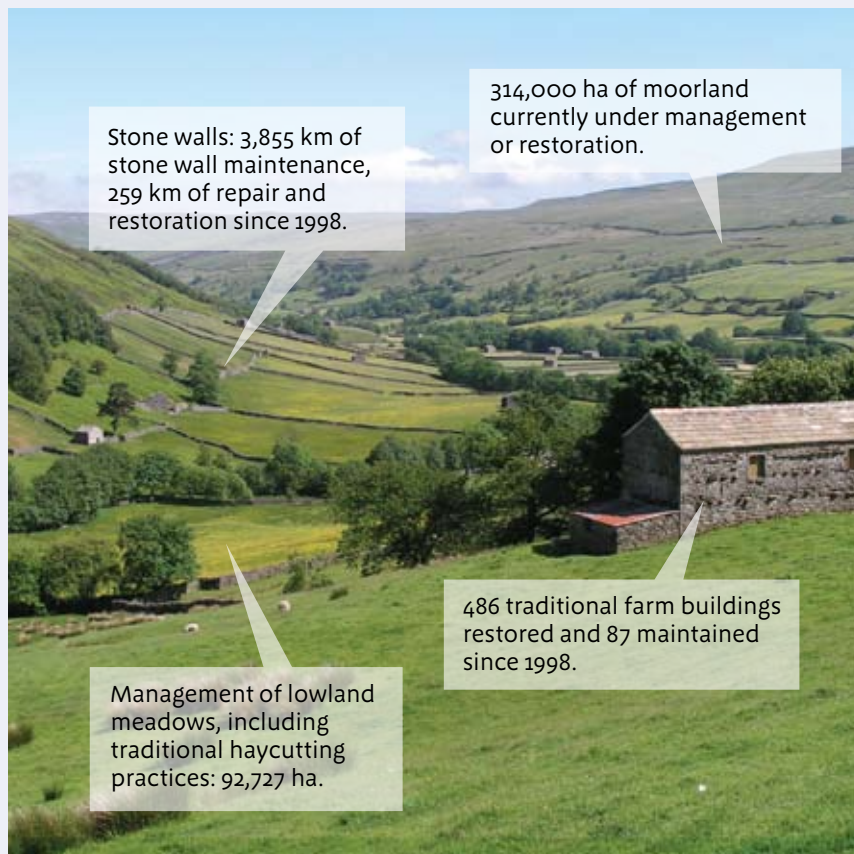 Stone walls: 3,855 km of
stone wall maintenance,
259 km of repair and
restoration since 1998.
314,000 ha of moorland
currently under management
or restoration.
486 traditional farm buildings
restored and 87 maintained
since 1998.
Management of lowland
meadows, including
traditional haycutting
practices: 92,727 ha.